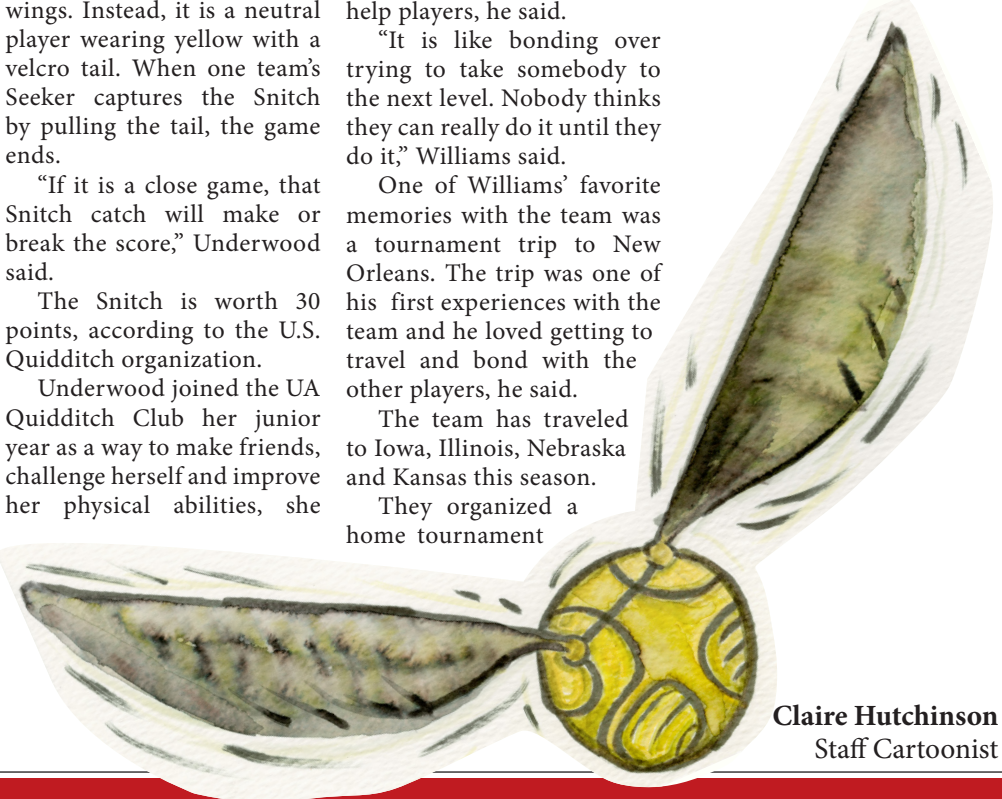 wings. Instead, it is a neutral
player wearing yellow with a
velcro tail. When one team's
Seeker captures the Snitch
by pulling the tail, the game
ends.
“If it is a close game, that
Snitch catch will make or
break the score,” Underwood
said.
The Snitch is worth 30
points, according to the U.S.
Quidditch organization.
Underwood joined the UA
Quidditch Club her junior
year as a way to make friends,
challenge herself and improve
her physical abilities, she
help players, he said.
“It is like bonding over
trying to take somebody to
the next level. Nobody thinks
they can really do it until they
do it,” Williams said.
One of Williams’ favorite
memories with the team was
a tournament trip to New
Orleans. The trip was one of
his first experiences with the
team and he loved getting to
travel and bond with the
other players, he said.
The team has traveled
to Iowa, Illinois, Nebraska
and Kansas this season.
They organized a
home tournament
Claire Hutchinson
Staff Cartoonist